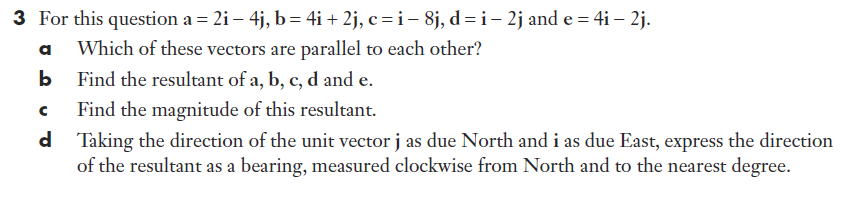 3 For this question a = 2i – 4j, b = 4i + 2j, c = i – 8j, d = i – 2j and e = 4i – 2j.
a Which of these vectors are parallel to each other?
b Find the resultant of a, b, c, d and e.
c Find the magnitude of this resultant.
d Taking the direction of the unit vector j as due North and i as due East, express the direction
of the resultant as a bearing, measured clockwise from North and to the nearest degree.